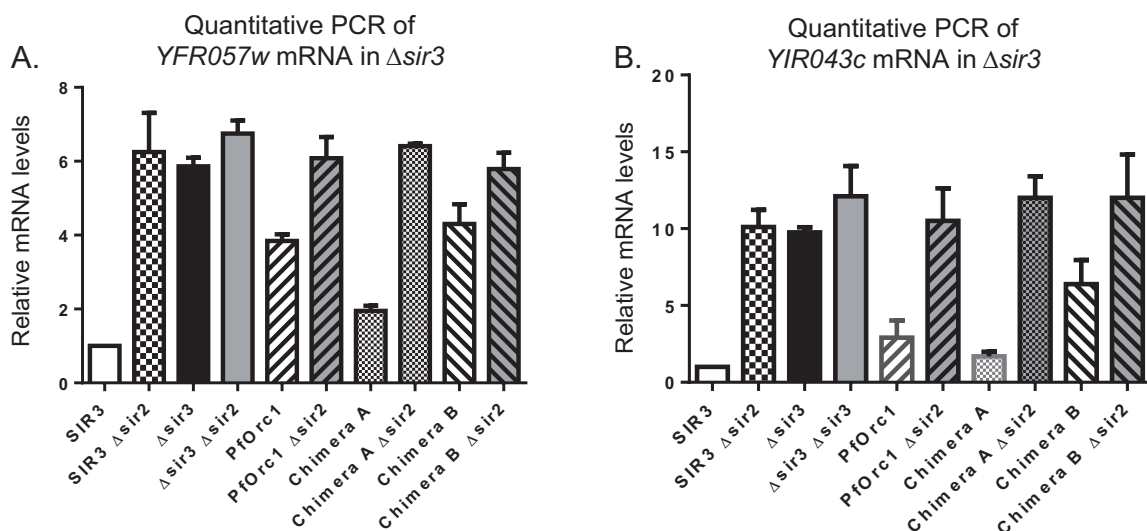 A.
Quantitative PCR of
YFR057w mRNA in Δsir3
Relative mRNA levels
8
6
4
2
0
SIR3
SIR3 Δsir2
Δsir3
Δsir3 Δsir2
PfOrc1
PfOrc1 Δsir2
Chimera A
Chimera A Δsir2
Chimera B
Chimera B Δsir2
B.
Quantitative PCR of
YIR043c mRNA in Δsir3
Relative mRNA levels
20
15
10
5
0
SIR3
SIR3 Δsir2
Δsir3
Δsir3 Δsir3
PfOrc1
PfOrc1 Δsir2
Chimera A
Chimera A Δsir2
Chimera B
Chimera B Δsir2